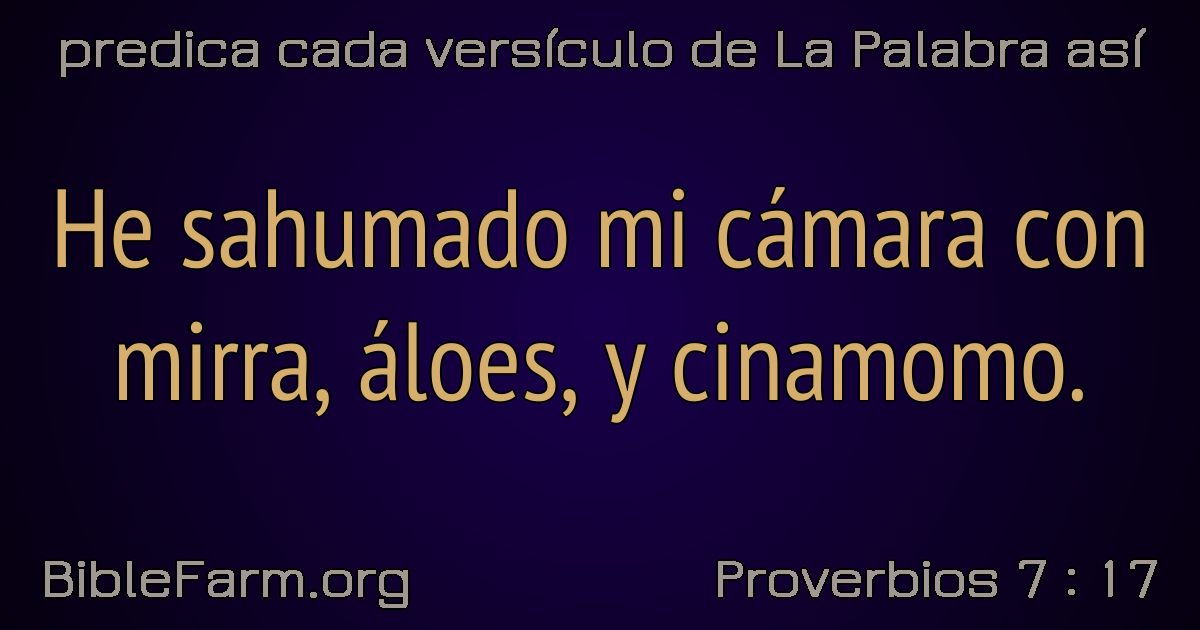 predica cada versículo de La Palabra así
He sahumado mi cámara con
mirra, áloes, y cinamomo.
BibleFarm.org
Proverbios 7 : 17